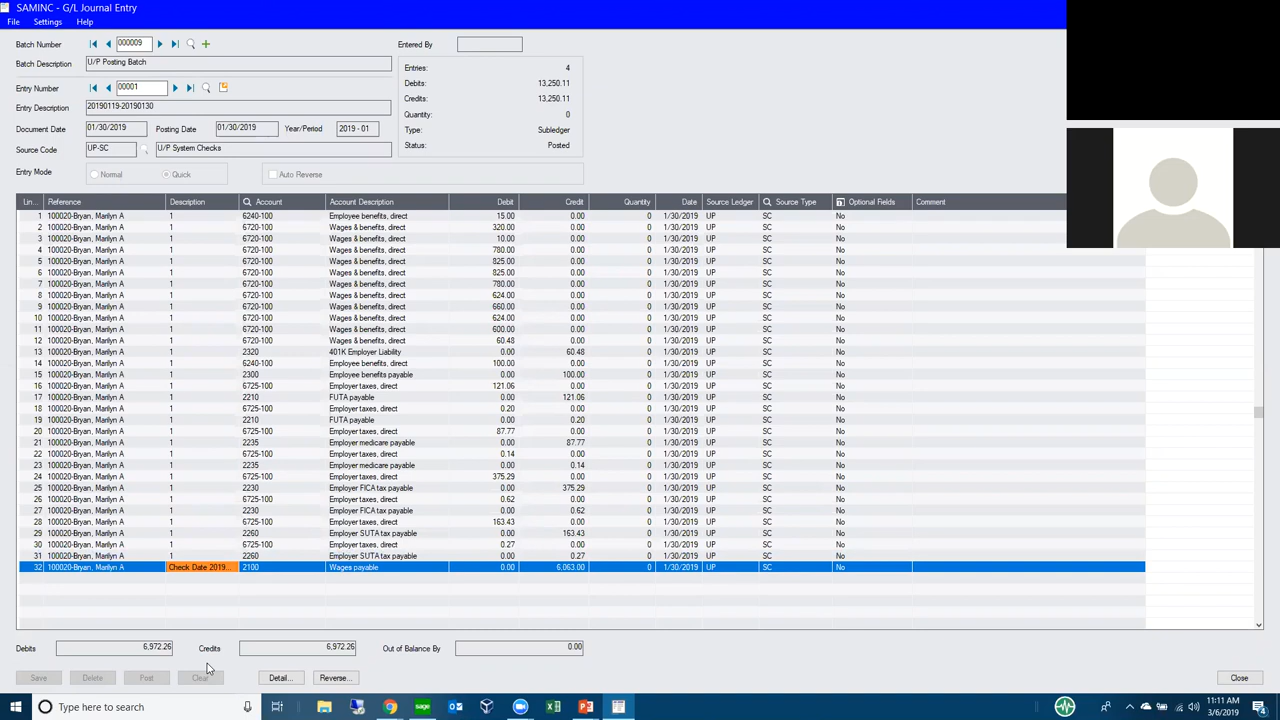 SAMINC - G/L Journal Entry
File Settings Help
Batch Number 000009 Entered By
Batch Description U/P Posting Batch
Entries: 4
Debits: 13,250.11
Entry Number 00001
Credits: 13,250.11
Entry Description 20190119-20190130
Quantity: 0
Document Date 01/30/2019 Posting Date 01/30/2019 Year/Period 2019 - 01
Type: Subledger
Source Code UP-SC U/P System Checks
Status: Posted
Entry Mode Normal Quick Auto Reverse
Lin... Reference Description Account Account Description Debit Credit Quantity Date Source Ledger Source Type Optional Fields Comment
1 100020-Bryan, Marilyn A 1 6240-100 Employee benefits, direct 15.00 0.00 0 1/30/2019 UP SC No
2 100020-Bryan, Marilyn A 1 6720-100 Wages & benefits, direct 320.00 0.00 0 1/30/2019 UP SC No
3 100020-Bryan, Marilyn A 1 6720-100 Wages & benefits, direct 10.00 0.00 0 1/30/2019 UP SC No
4 100020-Bryan, Marilyn A 1 6720-100 Wages & benefits, direct 780.00 0.00 0 1/30/2019 UP SC No
5 100020-Bryan, Marilyn A 1 6720-100 Wages & benefits, direct 825.00 0.00 0 1/30/2019 UP SC No
6 100020-Bryan, Marilyn A 1 6720-100 Wages & benefits, direct 825.00 0.00 0 1/30/2019 UP SC No
7 100020-Bryan, Marilyn A 1 6720-100 Wages & benefits, direct 780.00 0.00 0 1/30/2019 UP SC No
8 100020-Bryan, Marilyn A 1 6720-100 Wages & benefits, direct 624.00 0.00 0 1/30/2019 UP SC No
9 100020-Bryan, Marilyn A 1 6720-100 Wages & benefits, direct 660.00 0.00 0 1/30/2019 UP SC No
10 100020-Bryan, Marilyn A 1 6720-100 Wages & benefits, direct 624.00 0.00 0 1/30/2019 UP SC No
11 100020-Bryan, Marilyn A 1 6720-100 Wages & benefits, direct 600.00 0.00 0 1/30/2019 UP SC No
12 100020-Bryan, Marilyn A 1 6720-100 Wages & benefits, direct 60.48 0.00 0 1/30/2019 UP SC No
13 100020-Bryan, Marilyn A 1 2320 401K Employer Liability 0.00 60.48 0 1/30/2019 UP SC No
14 100020-Bryan, Marilyn A 1 6240-100 Employee benefits, direct 100.00 0.00 0 1/30/2019 UP SC No
15 100020-Bryan, Marilyn A 1 2300 Employee benefits payable 0.00 100.00 0 1/30/2019 UP SC No
16 100020-Bryan, Marilyn A 1 6725-100 Employer taxes, direct 121.06 0.00 0 1/30/2019 UP SC No
17 100020-Bryan, Marilyn A 1 2210 FUTA payable 0.00 121.06 0 1/30/2019 UP SC No
18 100020-Bryan, Marilyn A 1 6725-100 Employer taxes, direct 0.20 0.00 0 1/30/2019 UP SC No
19 100020-Bryan, Marilyn A 1 2210 FUTA payable 0.00 0.20 0 1/30/2019 UP SC No
20 100020-Bryan, Marilyn A 1 6725-100 Employer taxes, direct 87.77 0.00 0 1/30/2019 UP SC No
21 100020-Bryan, Marilyn A 1 2235 Employer medicare payable 0.00 87.77 0 1/30/2019 UP SC No
22 100020-Bryan, Marilyn A 1 6725-100 Employer taxes, direct 0.14 0.00 0 1/30/2019 UP SC No
23 100020-Bryan, Marilyn A 1 2235 Employer medicare payable 0.00 0.14 0 1/30/2019 UP SC No
24 100020-Bryan, Marilyn A 1 6725-100 Employer taxes, direct 375.29 0.00 0 1/30/2019 UP SC No
25 100020-Bryan, Marilyn A 1 2230 Employer FICA tax payable 0.00 375.29 0 1/30/2019 UP SC No
26 100020-Bryan, Marilyn A 1 6725-100 Employer taxes, direct 0.62 0.00 0 1/30/2019 UP SC No
27 100020-Bryan, Marilyn A 1 2230 Employer FICA tax payable 0.00 0.62 0 1/30/2019 UP SC No
28 100020-Bryan, Marilyn A 1 6725-100 Employer taxes, direct 163.43 0.00 0 1/30/2019 UP SC No
29 100020-Bryan, Marilyn A 1 2260 Employer SUTA tax payable 0.00 163.43 0 1/30/2019 UP SC No
30 100020-Bryan, Marilyn A 1 6725-100 Employer taxes, direct 0.27 0.00 0 1/30/2019 UP SC No
31 100020-Bryan, Marilyn A 1 2260 Employer SUTA tax payable 0.00 0.27 0 1/30/2019 UP SC No
32 100020-Bryan, Marilyn A Check Date 2019... 2100 Wages payable 0.00 6,063.00 0 1/30/2019 UP SC No
Debits 6,972.26 Credits 6,972.26 Out of Balance By 0.00
Save Delete Post Clear Detail... Reverse... Close
Type here to search sage 11:11 AM
3/6/2019 4